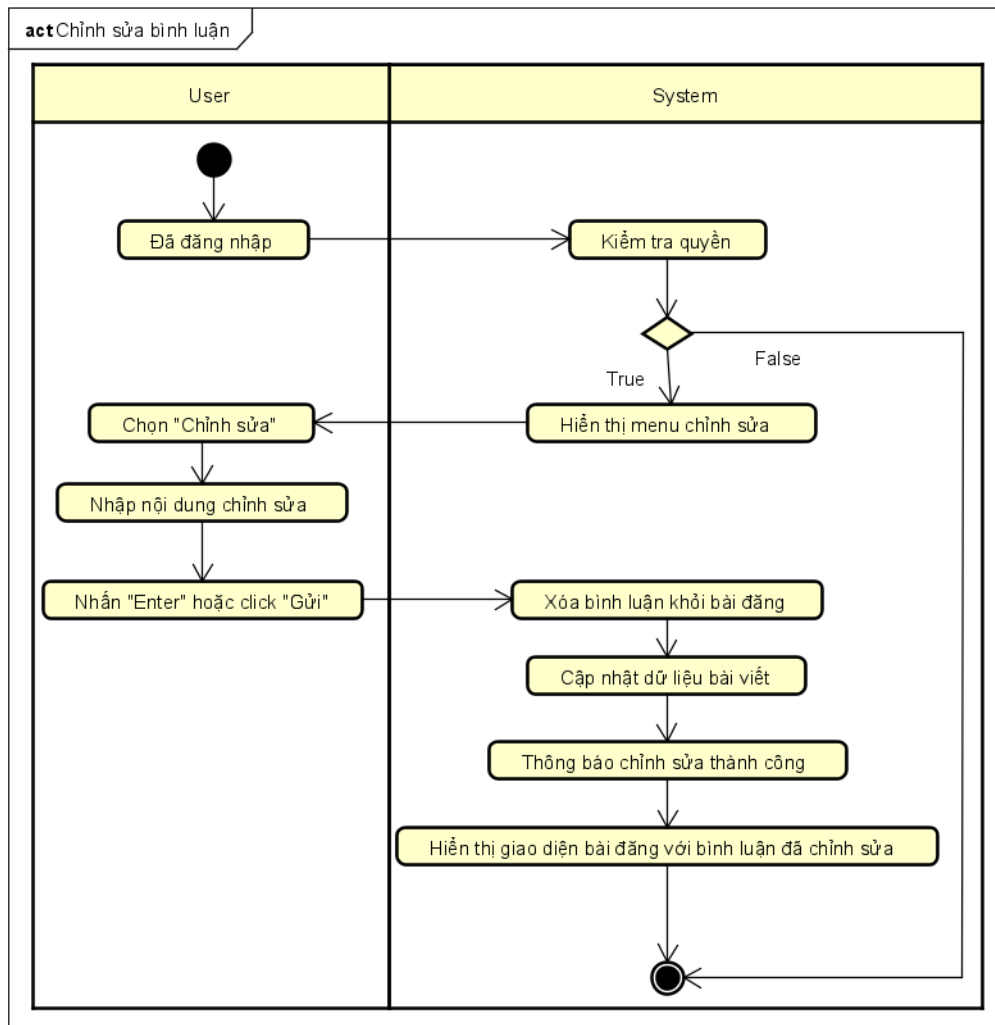 act Chỉnh sửa bình luận
User
System
Đã đăng nhập
Kiểm tra quyền
False
True
Chọn "Chỉnh sửa"
Hiển thị menu chỉnh sửa
Nhập nội dung chỉnh sửa
Nhấn "Enter" hoặc click "Gửi"
Xóa bình luận khỏi bài đăng
Cập nhật dữ liệu bài viết
Thông báo chỉnh sửa thành công
Hiển thị giao diện bài đăng với bình luận đã chỉnh sửa